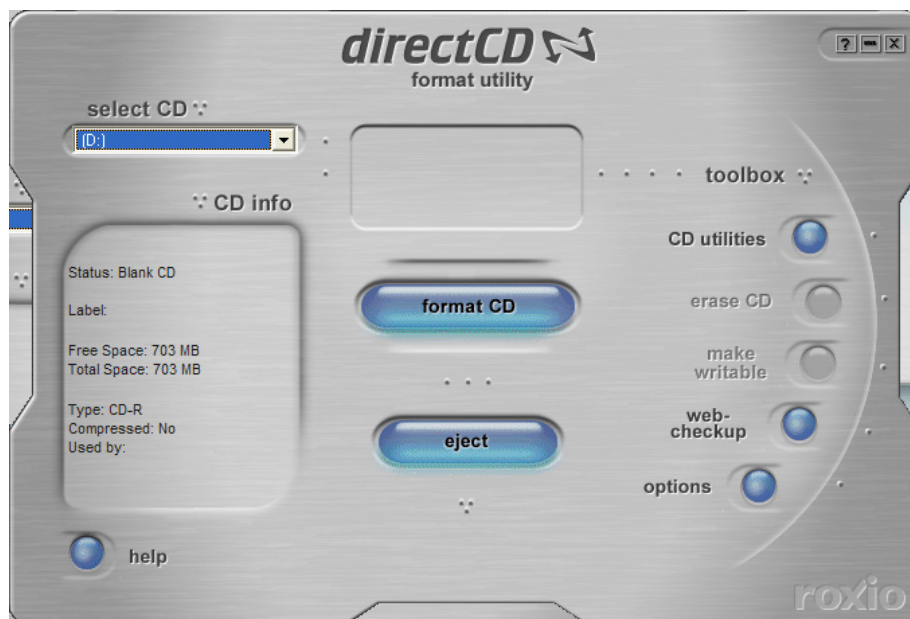 directCD
format utility
select CD
(D:)
CD info
Status: Blank CD
Label:
Free Space: 703 MB
Total Space: 703 MB
Type: CD-R
Compressed: No
Used by:
format CD
eject
toolbox
CD utilities
erase CD
make
writable
web-
checkup
options
help
?
roxio